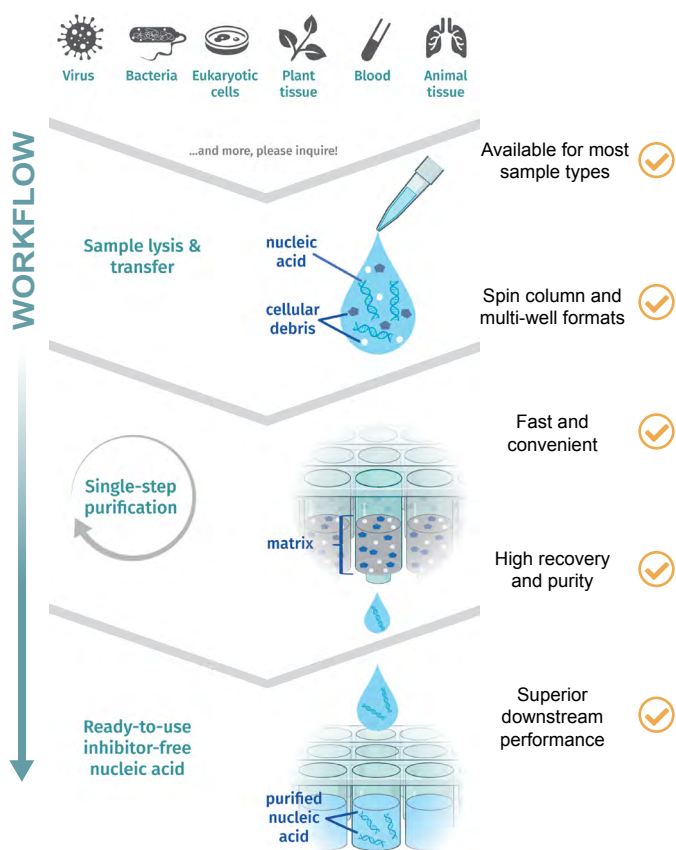 Virus
Bacteria
Eukaryotic
cells
Plant
tissue
Blood
Animal
tissue
WORKFLOW
...and more, please inquire!
Available for most
sample types
Sample lysis &
transfer
nucleic
acid
cellular
debris
Spin column and
multi-well formats
Fast and
convenient
Single-step
purification
matrix
High recovery
and purity
Superior
downstream
performance
Ready-to-use
inhibitor-free
nucleic acid
purified
nucleic
acid